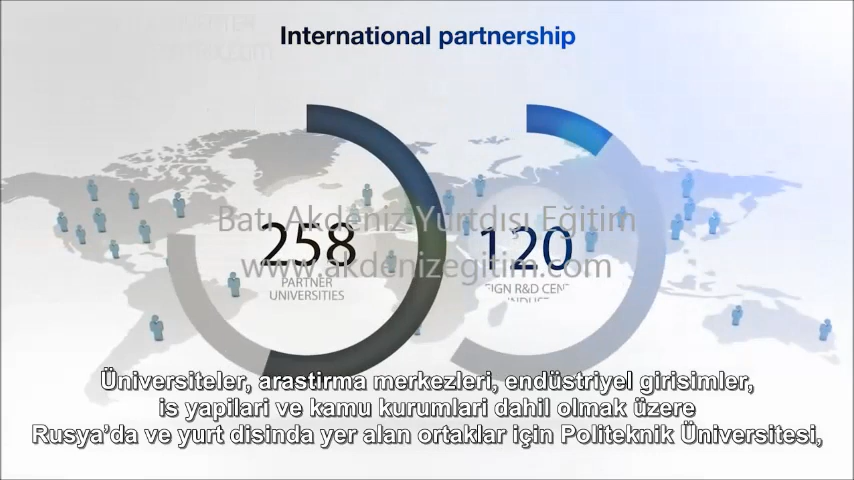 International partnership
Batı Akdeniz Yurtdışı Eğitim
258
120
www.akdenizegitim.com
PARTNER
UNIVERSITIES
Üniversiteler, arastirma merkezleri, endüstriyel girisimler,
is yapilari ve kamu kurumlari dahil olmak üzere
Rusya'da ve yurt disinda yer alan ortaklar için Politeknik Üniversitesi,